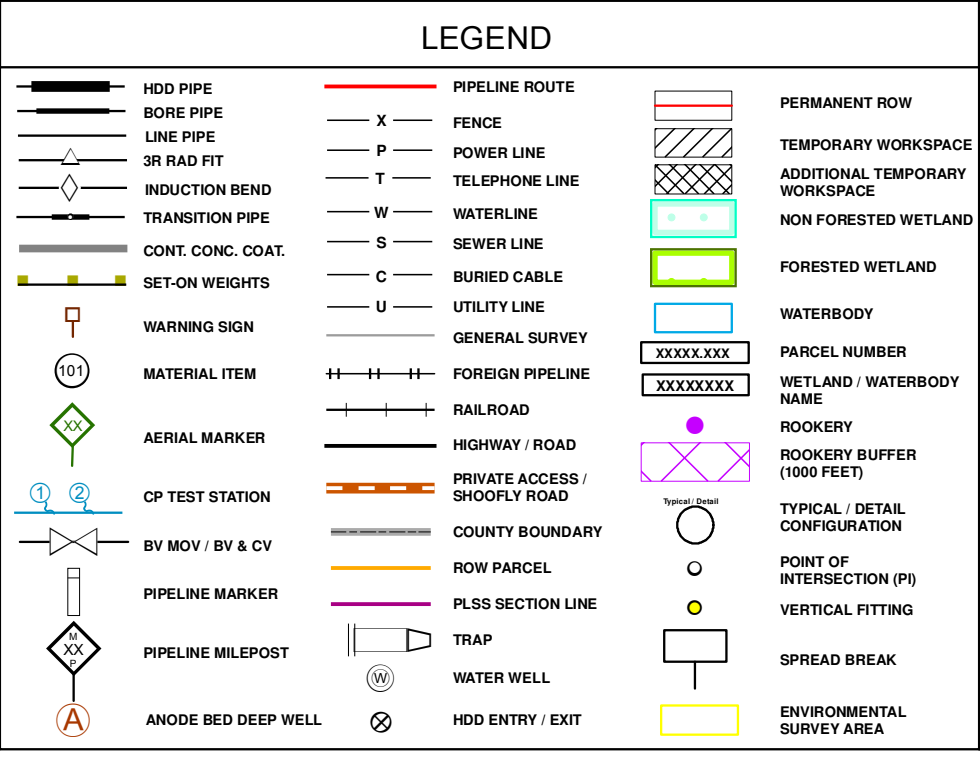 LEGEND
HDD PIPE
BORE PIPE
LINE PIPE
3R RAD FIT
INDUCTION BEND
TRANSITION PIPE
CONT. CONC. COAT.
SET-ON WEIGHTS
WARNING SIGN
101
MATERIAL ITEM
XX
AERIAL MARKER
1 2
CP TEST STATION
BV MOV / BV & CV
PIPELINE MARKER
M
XX
P
PIPELINE MILEPOST
A
ANODE BED DEEP WELL
PIPELINE ROUTE
X FENCE
P POWER LINE
T TELEPHONE LINE
W WATERLINE
S SEWER LINE
C BURIED CABLE
U UTILITY LINE
GENERAL SURVEY
FOREIGN PIPELINE
RAILROAD
HIGHWAY / ROAD
PRIVATE ACCESS /
SHOOFLY ROAD
COUNTY BOUNDARY
ROW PARCEL
PLSS SECTION LINE
TRAP
W WATER WELL
HDD ENTRY / EXIT
PERMANENT ROW
TEMPORARY WORKSPACE
ADDITIONAL TEMPORARY
WORKSPACE
NON FORESTED WETLAND
FORESTED WETLAND
WATERBODY
XXXXX.XXX PARCEL NUMBER
XXXXXXXX WETLAND / WATERBODY
NAME
ROOKERY
ROOKERY BUFFER
(1000 FEET)
Typical / Detail
TYPICAL / DETAIL
CONFIGURATION
POINT OF
INTERSECTION (PI)
VERTICAL FITTING
SPREAD BREAK
ENVIRONMENTAL
SURVEY AREA